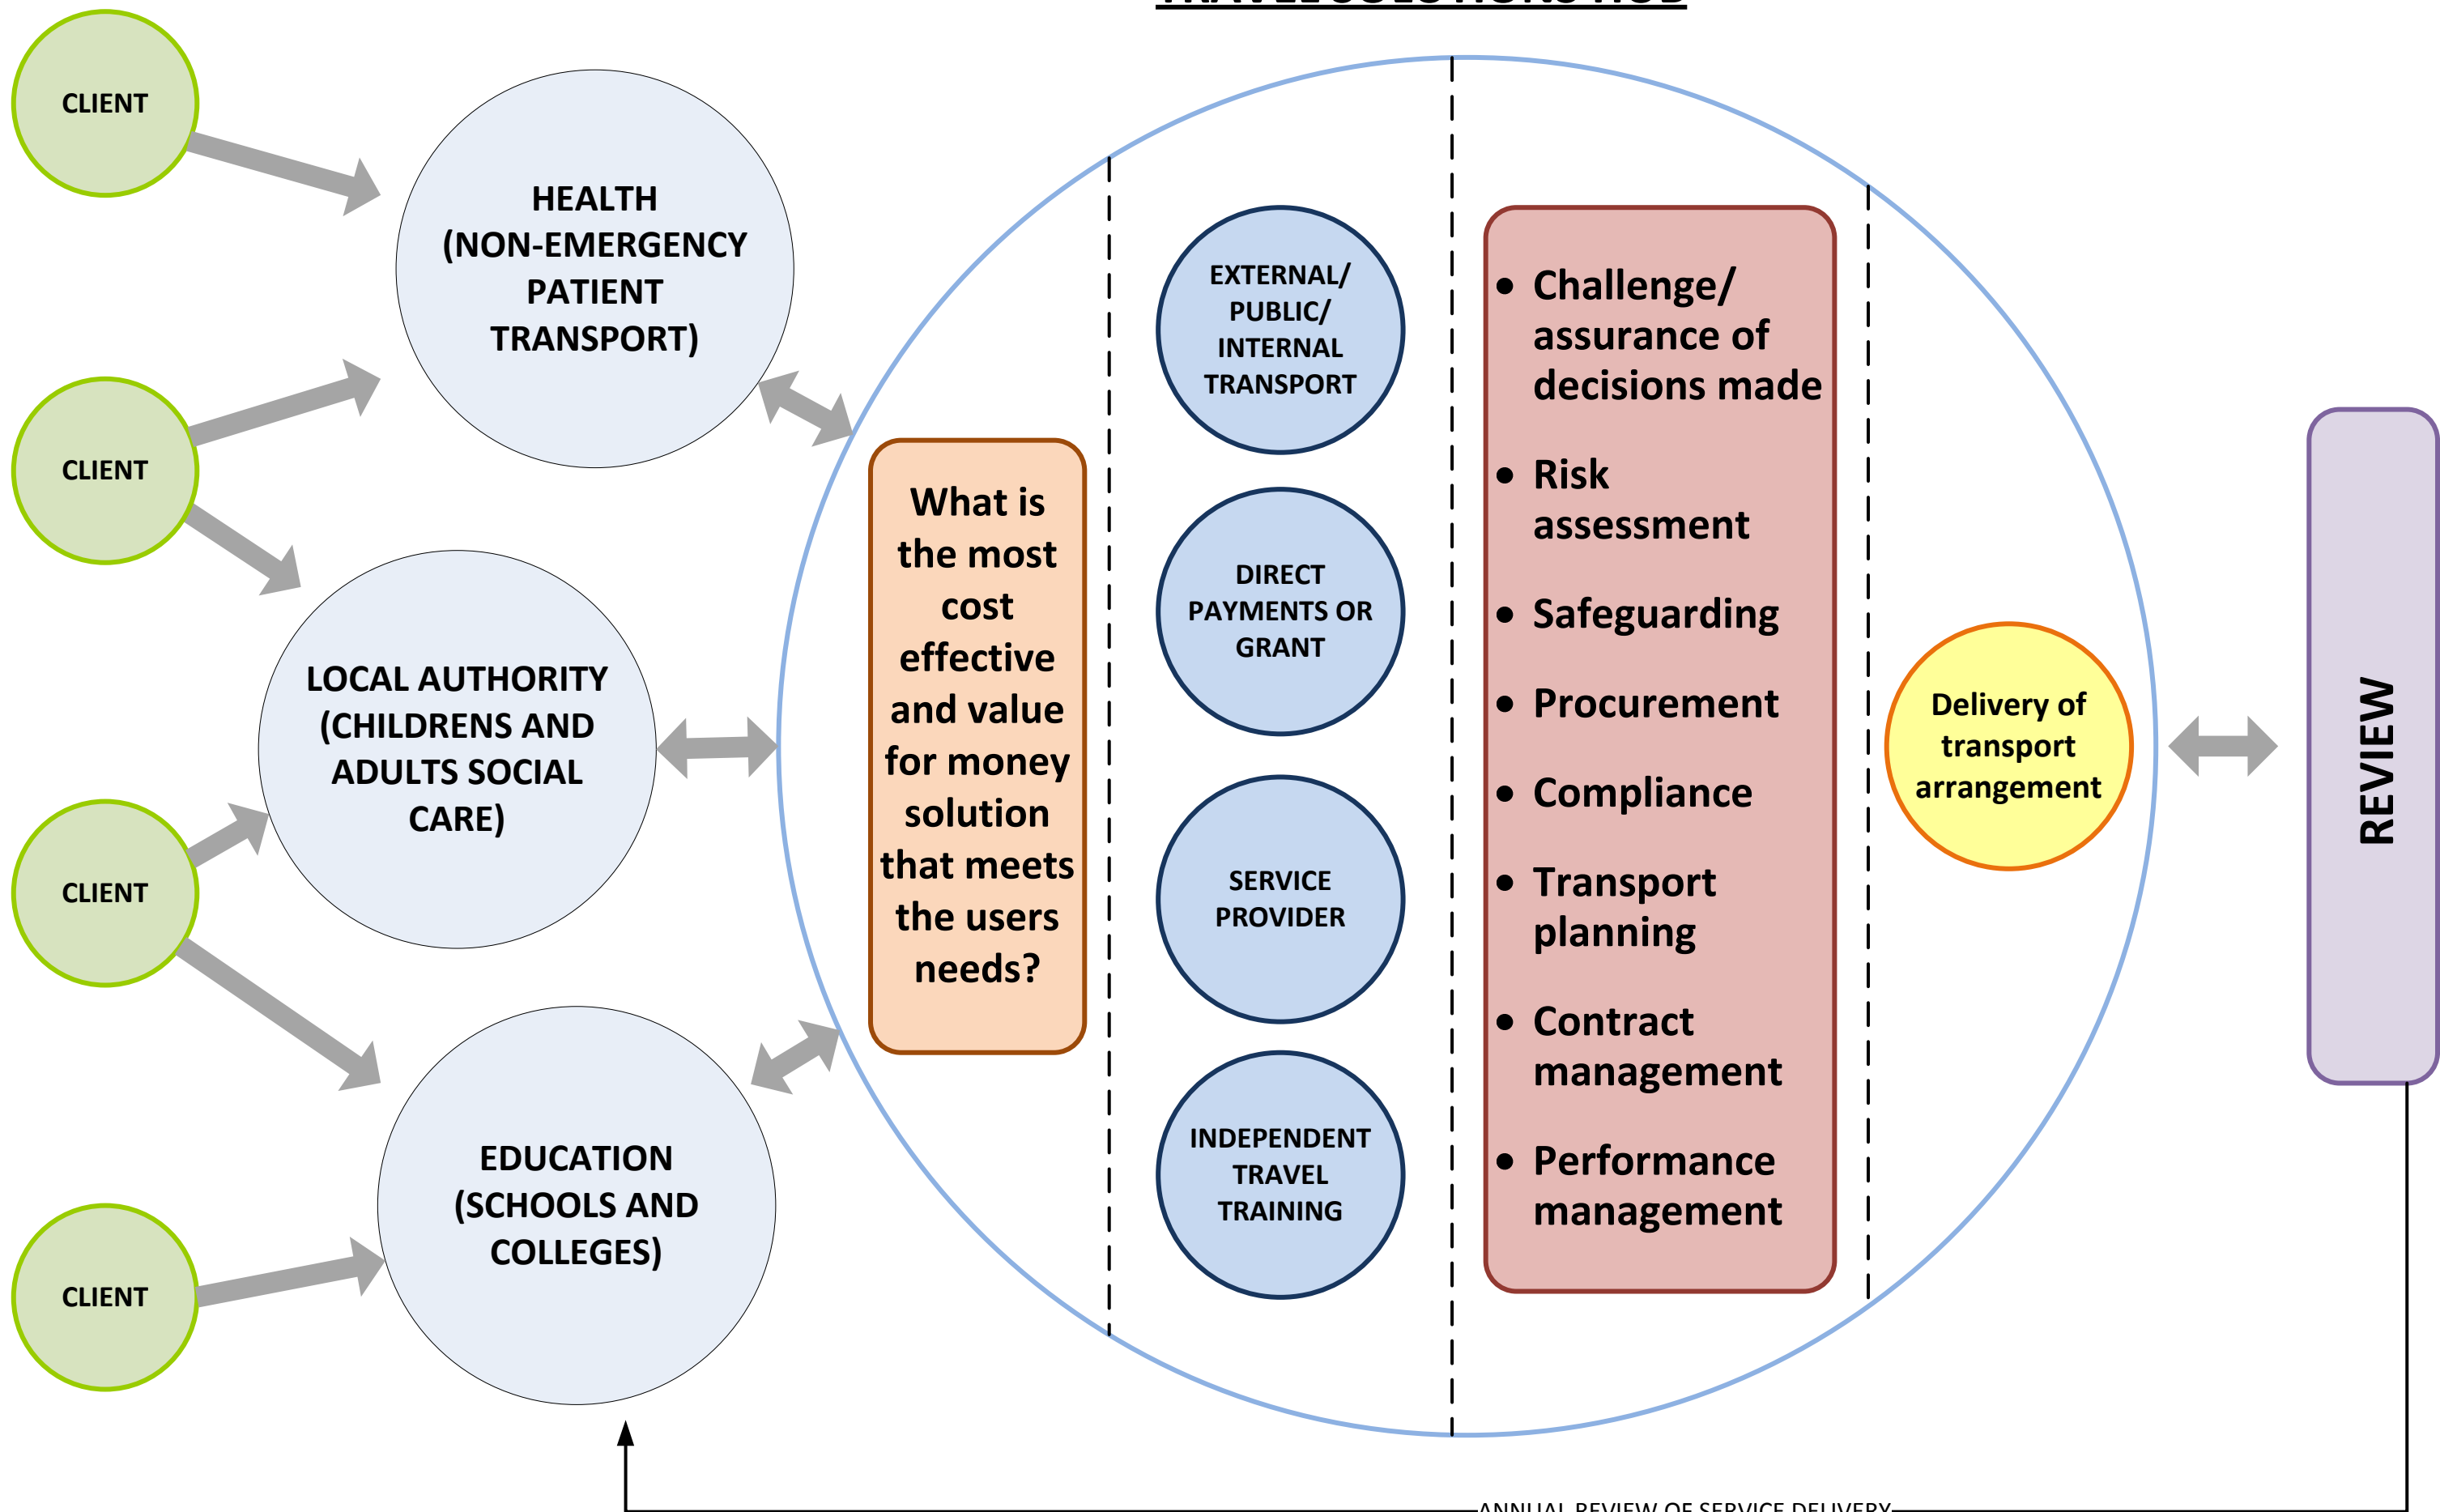 TRAVEL SOLUTIONS HUB
CLIENT
CLIENT
CLIENT
CLIENT
HEALTH
(NON-EMERGENCY
PATIENT
TRANSPORT)
LOCAL AUTHORITY
(CHILDRENS AND
ADULTS SOCIAL
CARE)
EDUCATION
(SCHOOLS AND
COLLEGES)
What is
the most
cost
effective
and value
for money
solution
that meets
the users
needs?
EXTERNAL/
PUBLIC/
INTERNAL
TRANSPORT
DIRECT
PAYMENTS OR
GRANT
SERVICE
PROVIDER
INDEPENDENT
TRAVEL
TRAINING
• Challenge/
assurance of
decisions made
• Risk
assessment
• Safeguarding
• Procurement
• Compliance
• Transport
planning
• Contract
management
• Performance
management
Delivery of
transport
arrangement
REVIEW
ANNUAL REVIEW OF SERVICE DELIVERY